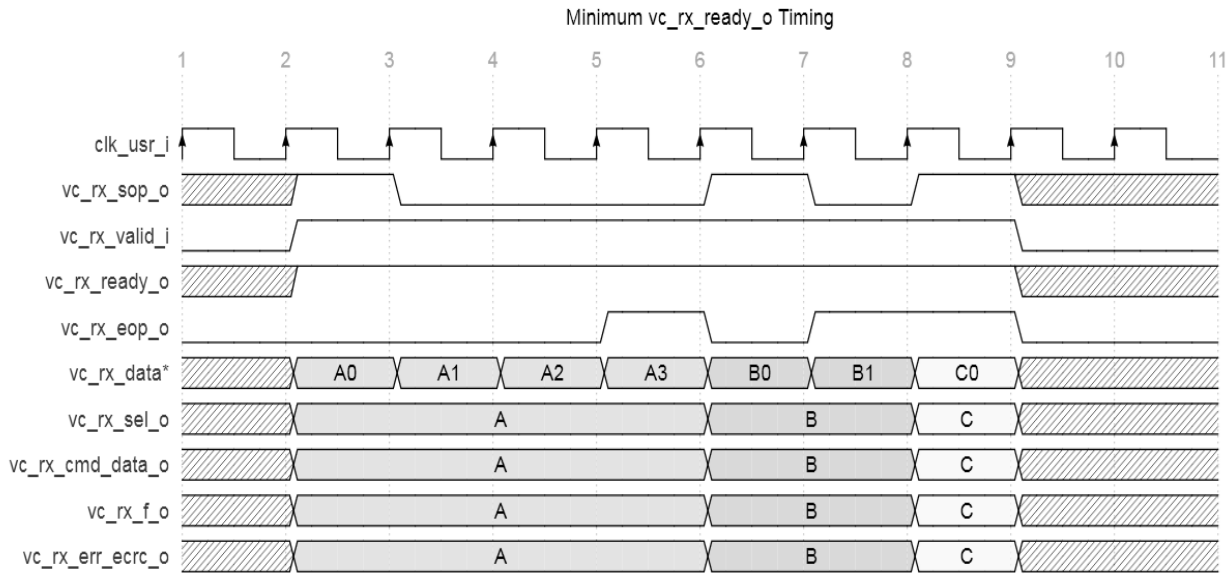 Minimum vc_rx_ready_o Timing
1 2 3 4 5 6 7 8 9 10 11
clk_usr_i
vc_rx_sop_o
vc_rx_valid_i
vc_rx_ready_o
vc_rx_eop_o
vc_rx_data* A0 A1 A2 A3 B0 B1 C0
vc_rx_sel_o A B C
vc_rx_cmd_data_o A B C
vc_rx_f_o A B C
vc_rx_err_ecrc_o A B C